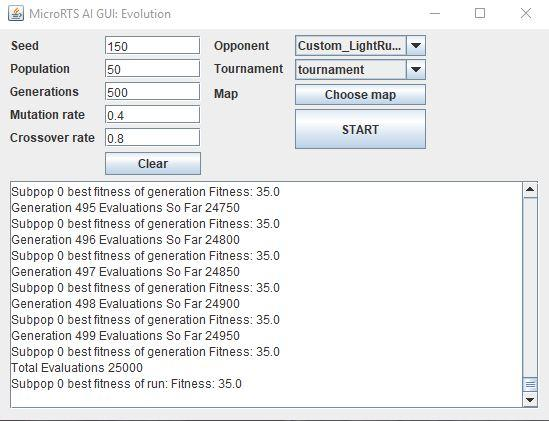 MicroRTS AI GUI: Evolution
Seed 150 Opponent Custom_LightRu...
Population 50 Tournament tournament
Generations 500 Map Choose map
Mutation rate 0.4 START
Crossover rate 0.8
Clear
Subpop 0 best fitness of generation Fitness: 35.0
Generation 495 Evaluations So Far 24750
Subpop 0 best fitness of generation Fitness: 35.0
Generation 496 Evaluations So Far 24800
Subpop 0 best fitness of generation Fitness: 35.0
Generation 497 Evaluations So Far 24850
Subpop 0 best fitness of generation Fitness: 35.0
Generation 498 Evaluations So Far 24900
Subpop 0 best fitness of generation Fitness: 35.0
Generation 499 Evaluations So Far 24950
Subpop 0 best fitness of generation Fitness: 35.0
Total Evaluations 25000
Subpop 0 best fitness of run: Fitness: 35.0